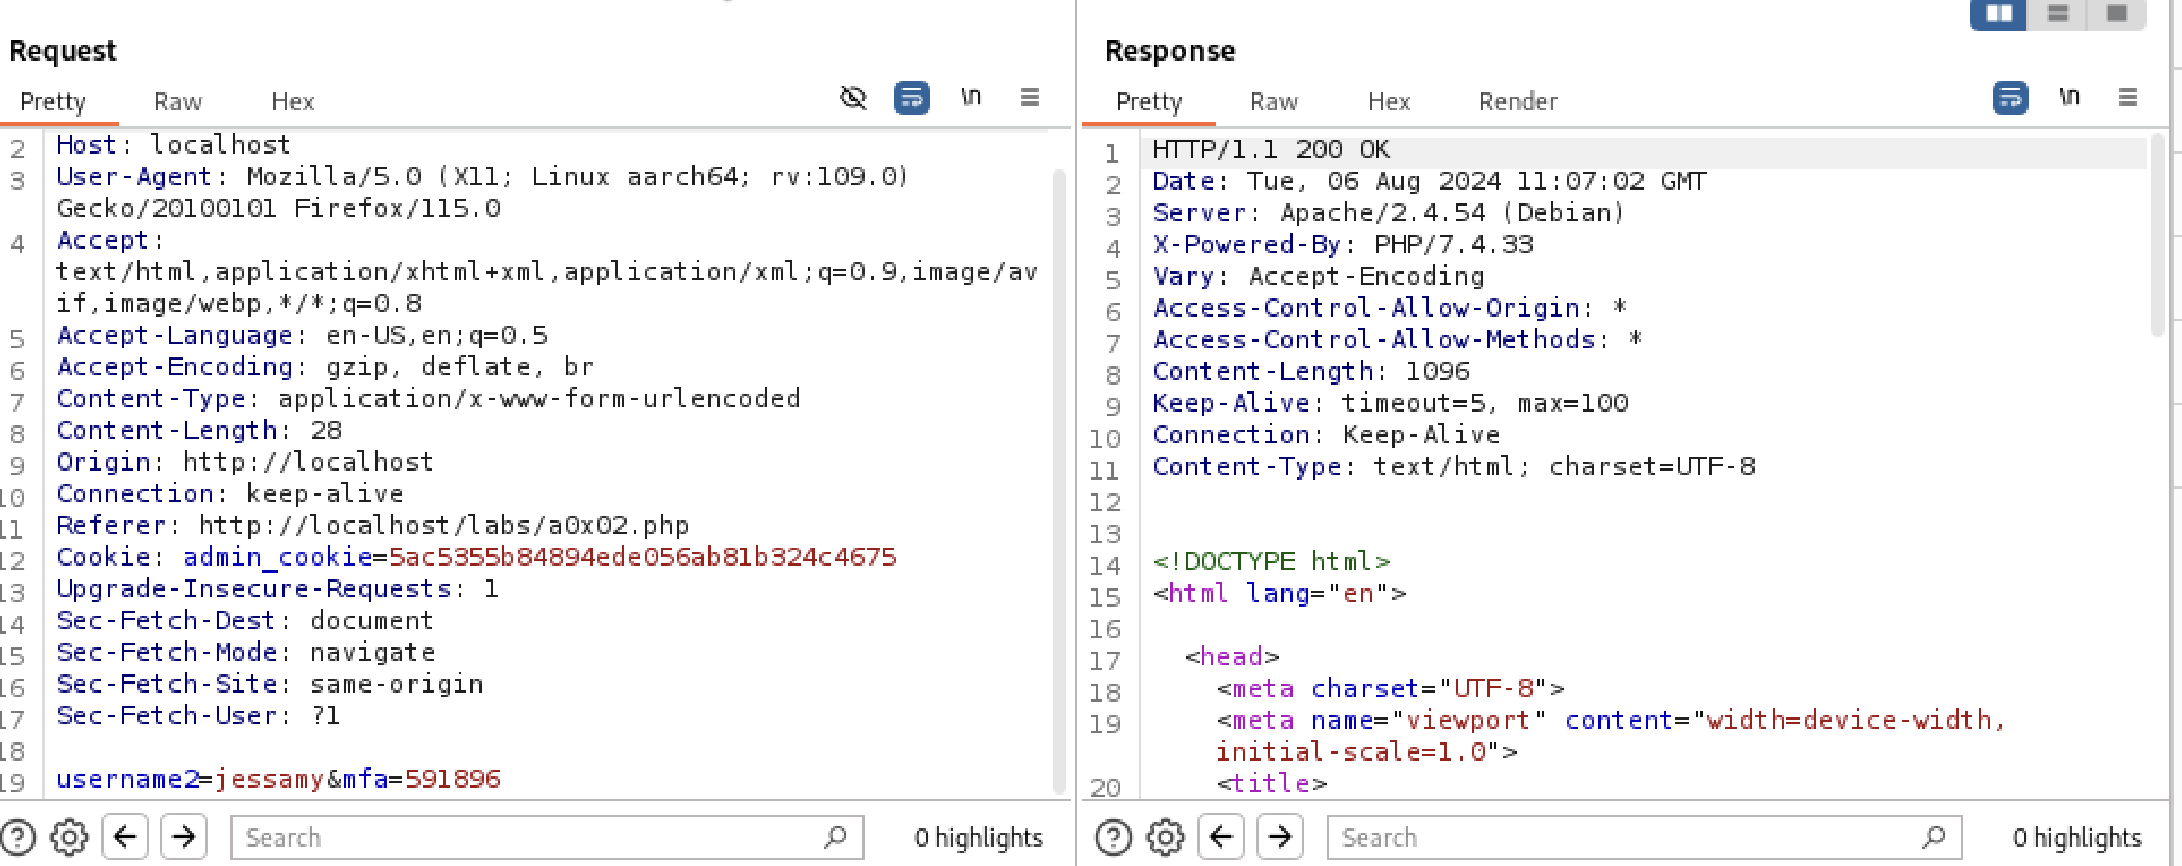 Request
Pretty Raw Hex \n
2 Host: localhost
3 User-Agent: Mozilla/5.0 (X11; Linux aarch64; rv:109.0)
Gecko/20100101 Firefox/115.0
4 Accept:
text/html,application/xhtml+xml,application/xml;q=0.9,image/av
if,image/webp,*/*;q=0.8
5 Accept-Language: en-US,en;q=0.5
6 Accept-Encoding: gzip, deflate, br
7 Content-Type: application/x-www-form-urlencoded
8 Content-Length: 28
9 Origin: http://localhost
10 Connection: keep-alive
11 Referer: http://localhost/labs/a0x02.php
12 Cookie: admin_cookie=5ac5355b84894ede056ab81b324c4675
13 Upgrade-Insecure-Requests: 1
14 Sec-Fetch-Dest: document
15 Sec-Fetch-Mode: navigate
16 Sec-Fetch-Site: same-origin
17 Sec-Fetch-User: ?1
18
19 username2=jessamy&mfa=591896
Search 0 highlights
Response
Pretty Raw Hex Render \n
1 HTTP/1.1 200 OK
2 Date: Tue, 06 Aug 2024 11:07:02 GMT
3 Server: Apache/2.4.54 (Debian)
4 X-Powered-By: PHP/7.4.33
5 Vary: Accept-Encoding
6 Access-Control-Allow-Origin: *
7 Access-Control-Allow-Methods: *
8 Content-Length: 1096
9 Keep-Alive: timeout=5, max=100
10 Connection: Keep-Alive
11 Content-Type: text/html; charset=UTF-8
12
13
14 <!DOCTYPE html>
15 <html lang="en">
16
17 <head>
18 <meta charset="UTF-8">
19 <meta name="viewport" content="width=device-width,
initial-scale=1.0">
20 <title>
Search 0 highlights